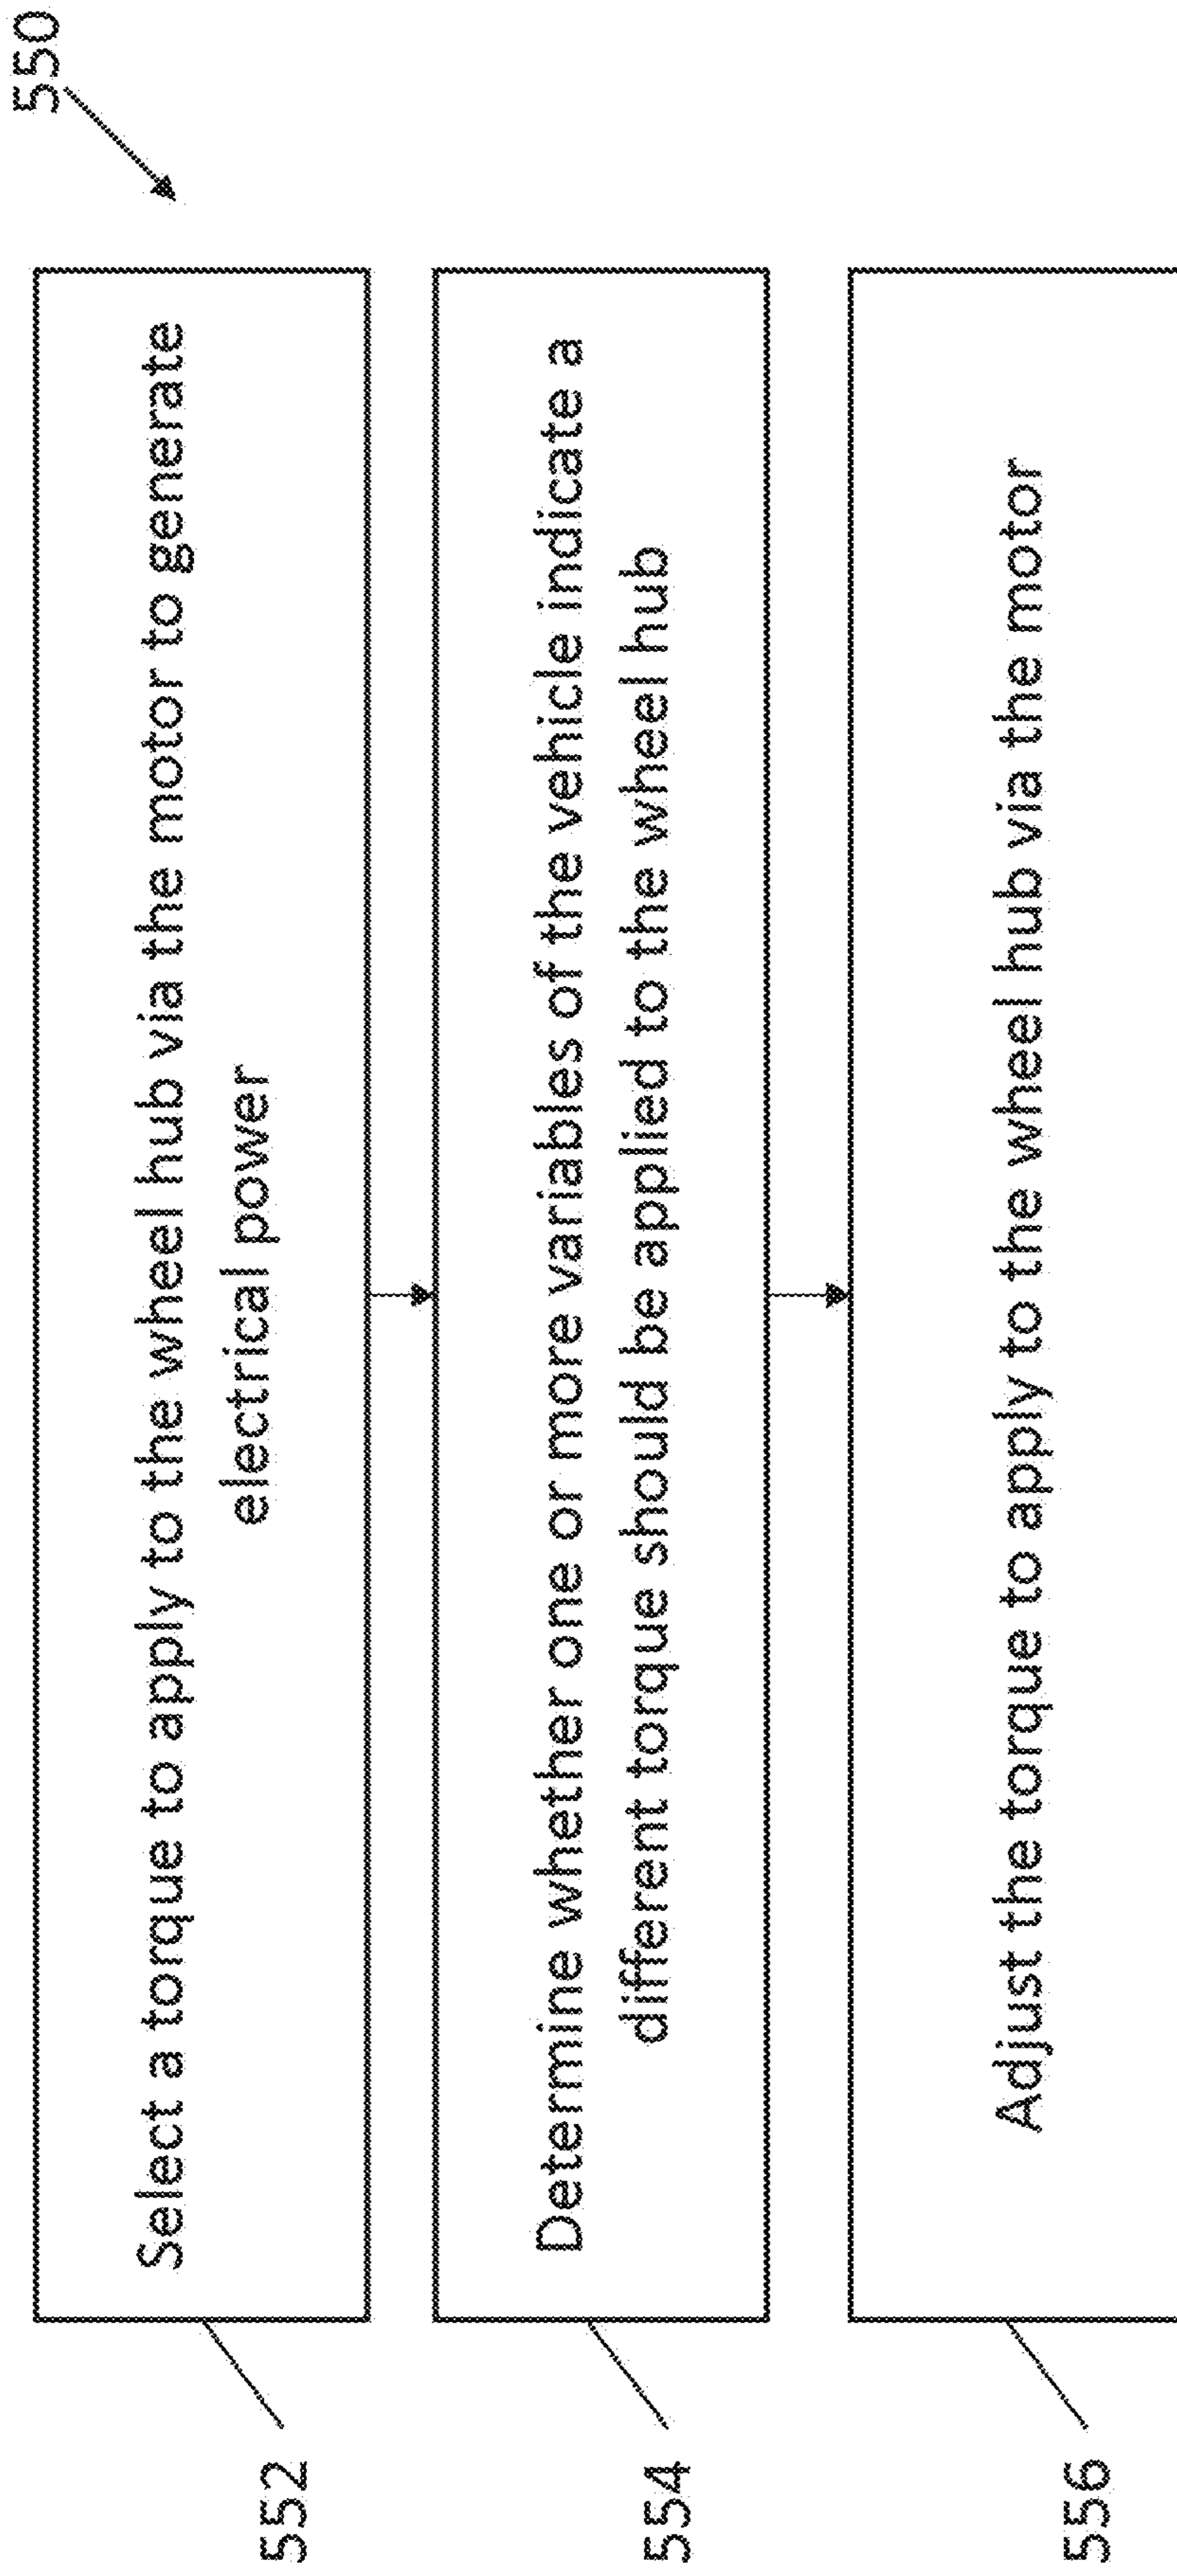 550
552
Select a torque to apply to the wheel hub via the motor to generate
electrical power
554
Determine whether one or more variables of the vehicle indicate a
different torque should be applied to the wheel hub
556
Adjust the torque to apply to the wheel hub via the motor